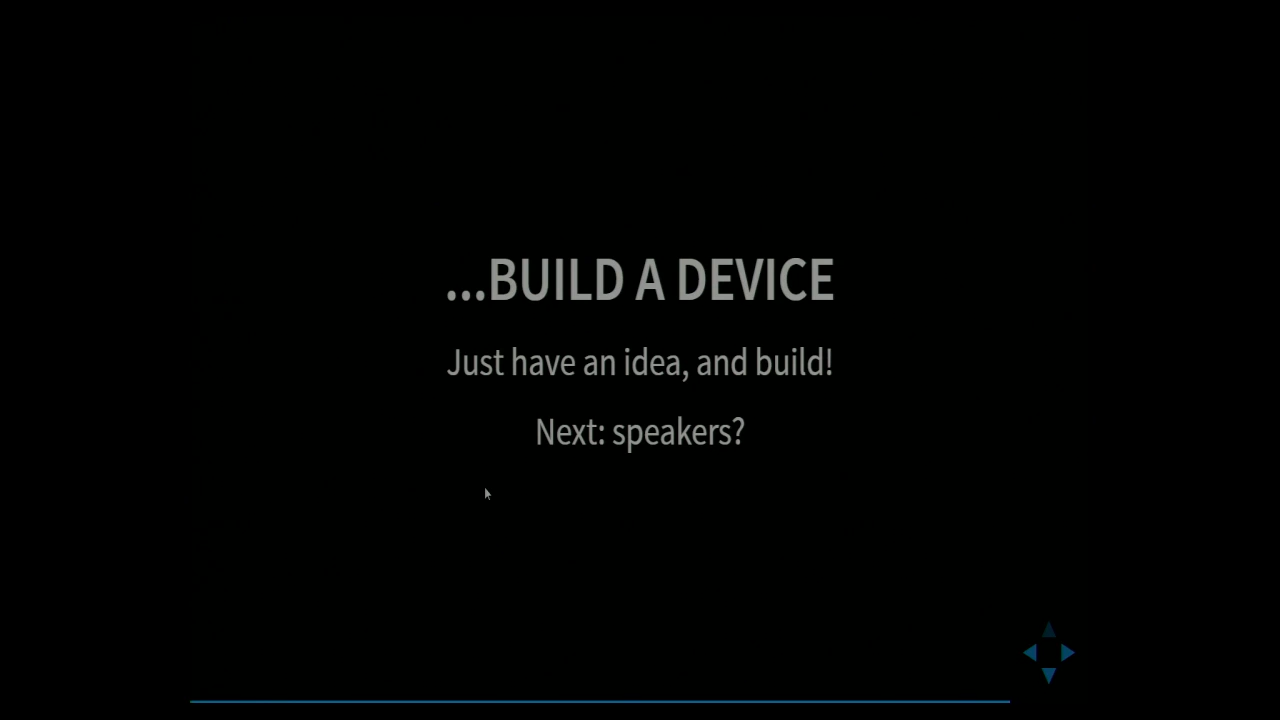 ...BUILD A DEVICE
Just have an idea, and build!
Next: speakers?